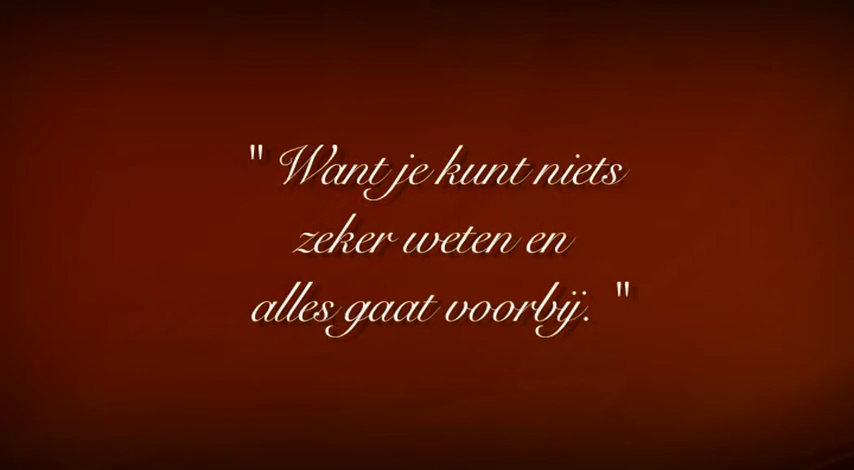 " Want je kunt niets
zeker weten en
alles gaat voorbij. "